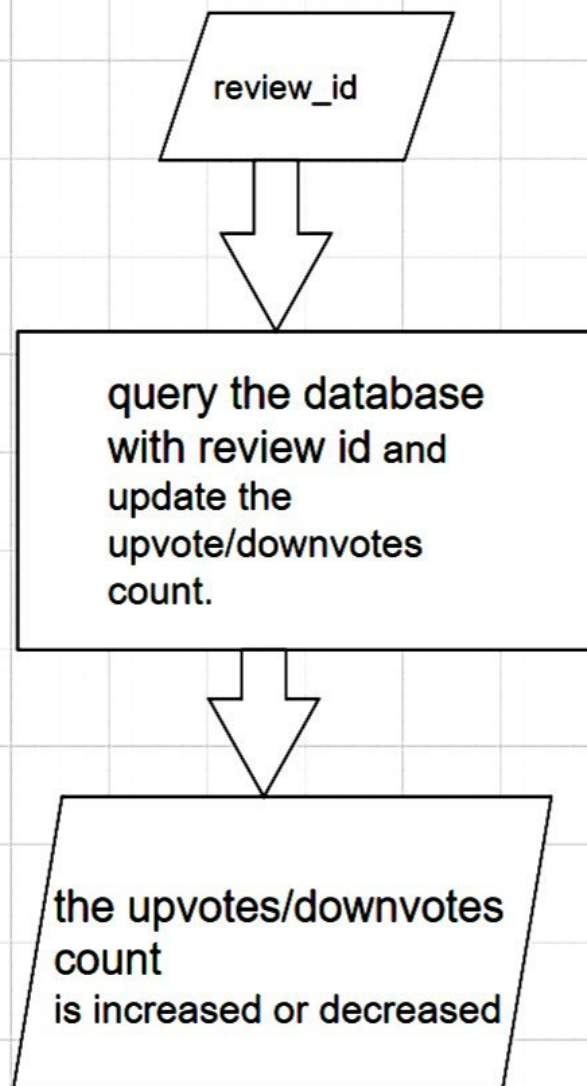 review_id
query the database
with review id and
update the
upvote/downvotes
count.
the upvotes/downvotes
count
is increased or decreased